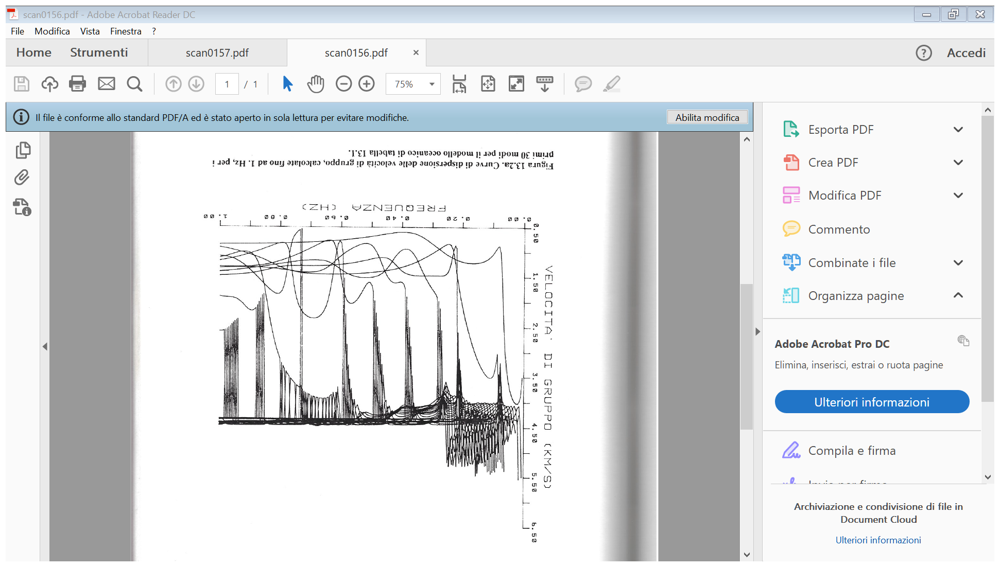 scan0156.pdf - Adobe Acrobat Reader DC
File Modifica Vista Finestra ?
Home Strumenti scan0157.pdf scan0156.pdf × ? Accedi
1 / 1 75%
Il file è conforme allo standard PDF/A ed è stato aperto in sola lettura per evitare modifiche. Abilita modifica
Figura 13.2a. Curve di dispersione delle velocità di gruppo, calcolate fino ad 1. Hz, per i
primi 30 modi per il modello oceanico di tabella 13.1.
FREQUENZA (HZ)
0.00 0.20 0.40 0.60 0.80 1.00
VELOCITA' DI GRUPPO (KM/S)
0.50
1.50
2.50
3.50
4.50
5.50
6.50
Esporta PDF
Crea PDF
Modifica PDF
Commento
Combinate i file
Organizza pagine
Adobe Acrobat Pro DC
Elimina, inserisci, estrai o ruota pagine
Ulteriori informazioni
Compila e firma
Invia per firma
Archiviazione e condivisione di file in
Document Cloud
Ulteriori informazioni